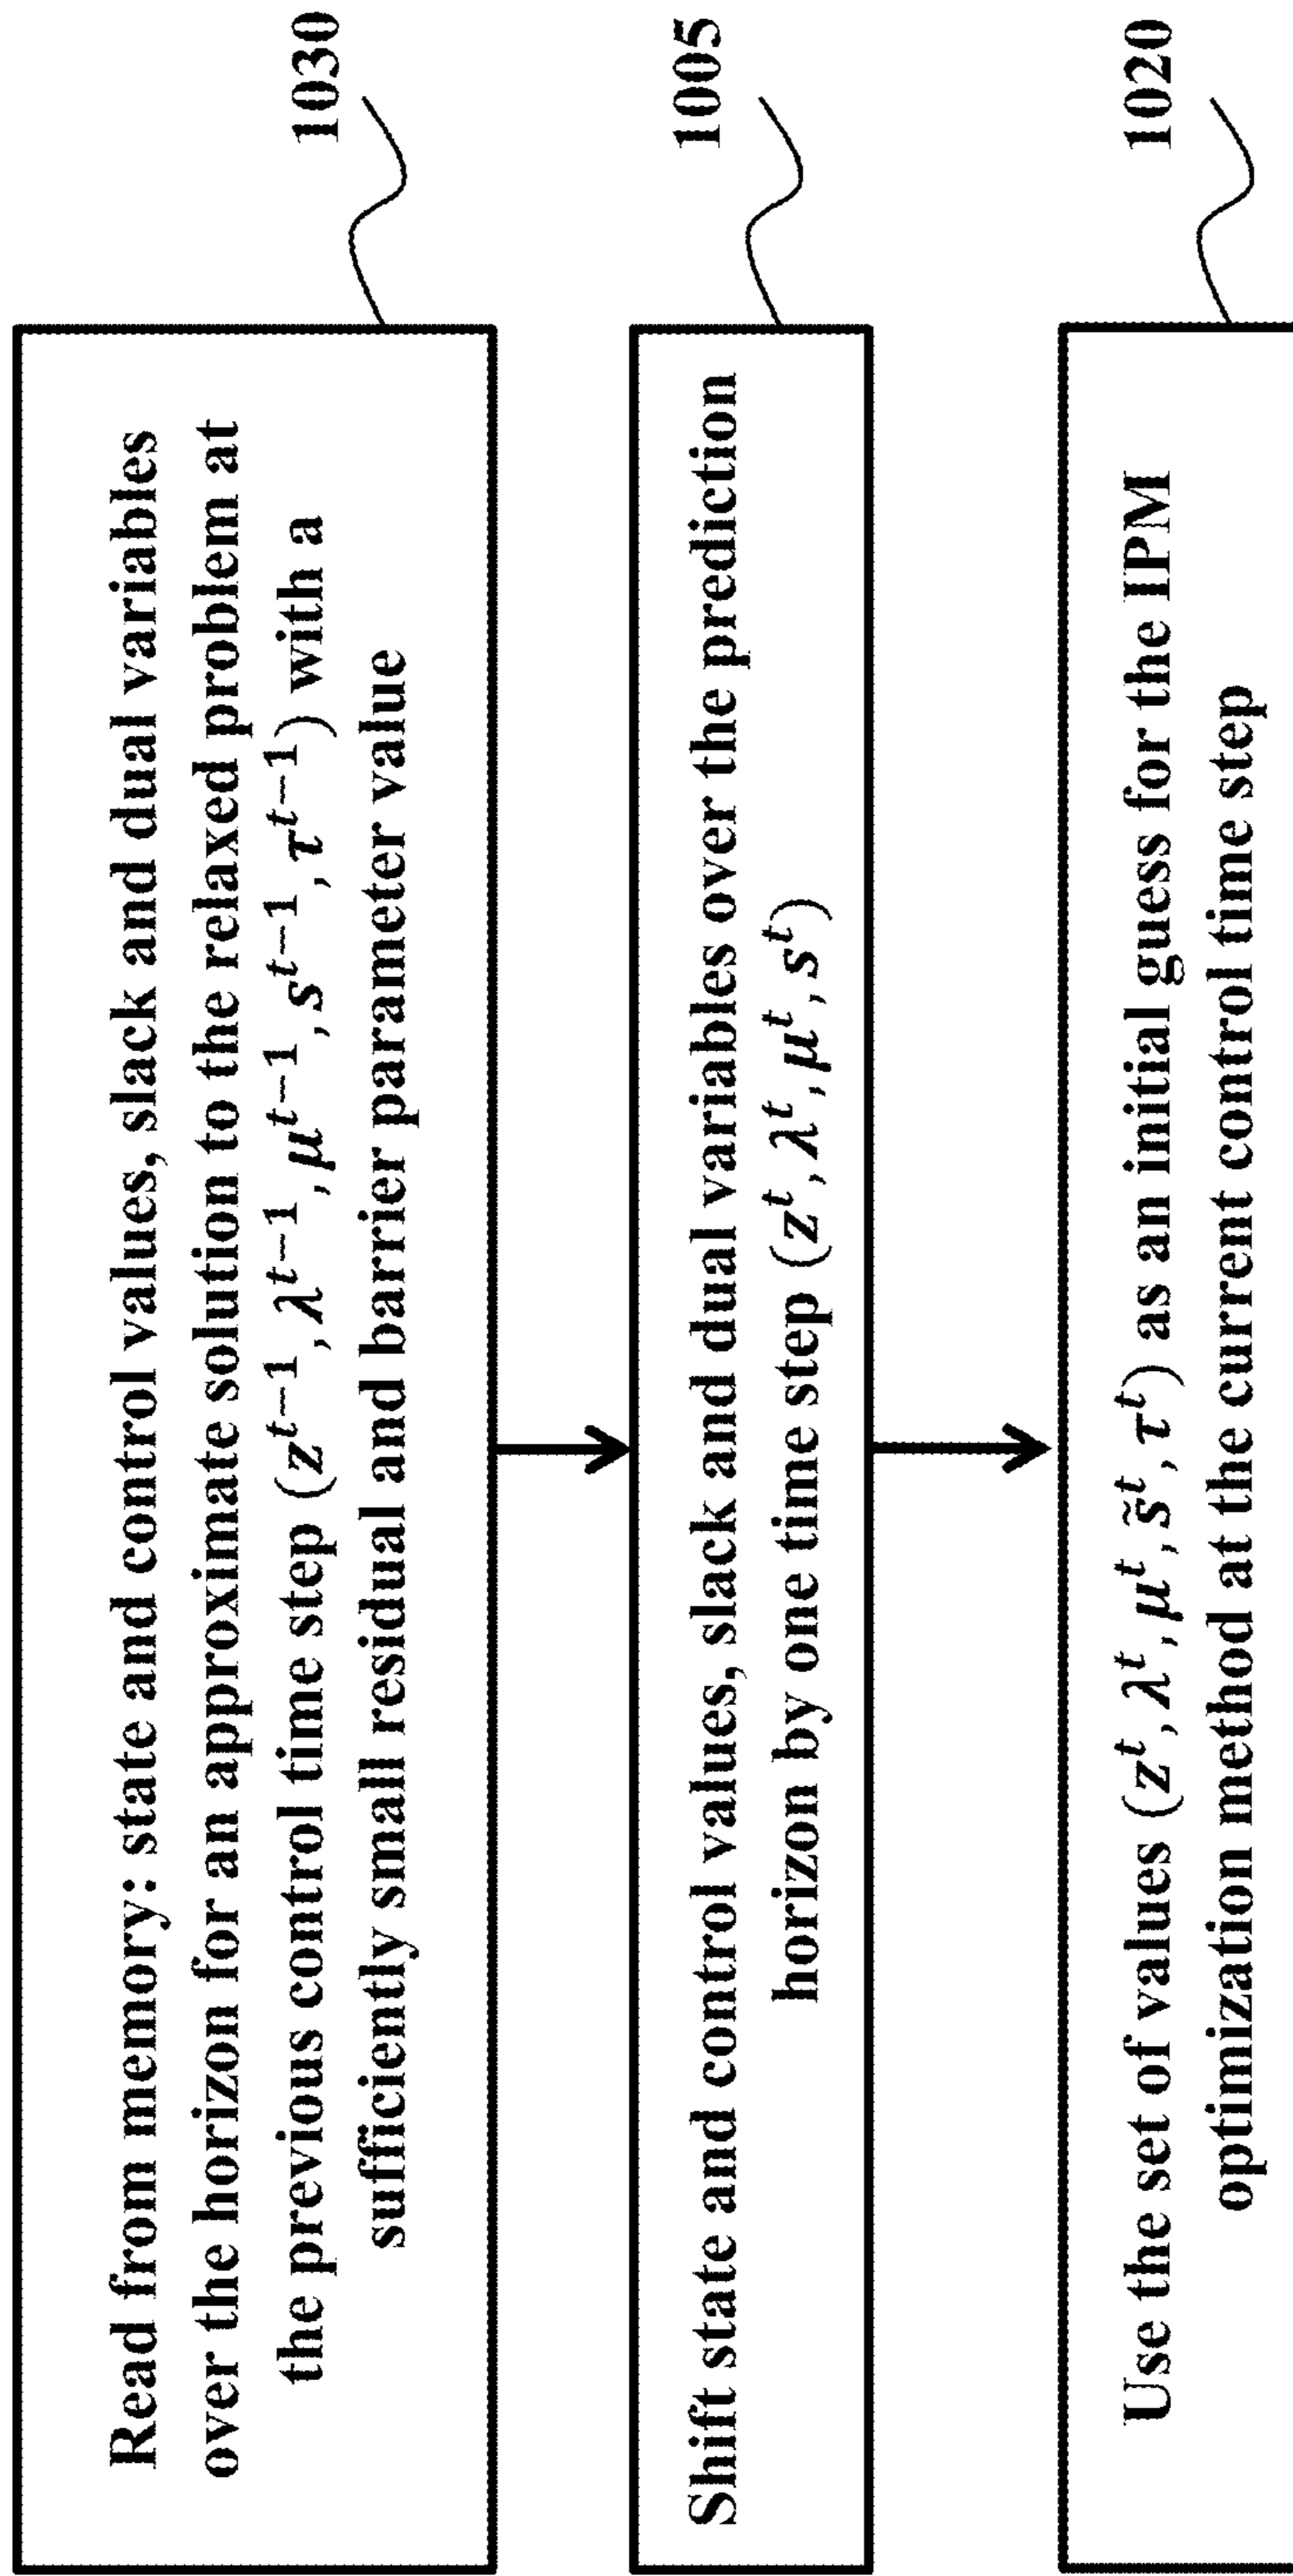 Read from memory: state and control values, slack and dual variables
over the horizon for an approximate solution to the relaxed problem at
the previous control time step (z^{t−1}, λ^{t−1}, μ^{t−1}, s^{t−1}, τ^{t−1}) with a
sufficiently small residual and barrier parameter value
1030
Shift state and control values, slack and dual variables over the prediction
horizon by one time step (z^t, λ^t, μ^t, s^t)
1005
Use the set of values (z^t, λ^t, μ^t, s̃^t, τ^t) as an initial guess for the IPM
optimization method at the current control time step
1020